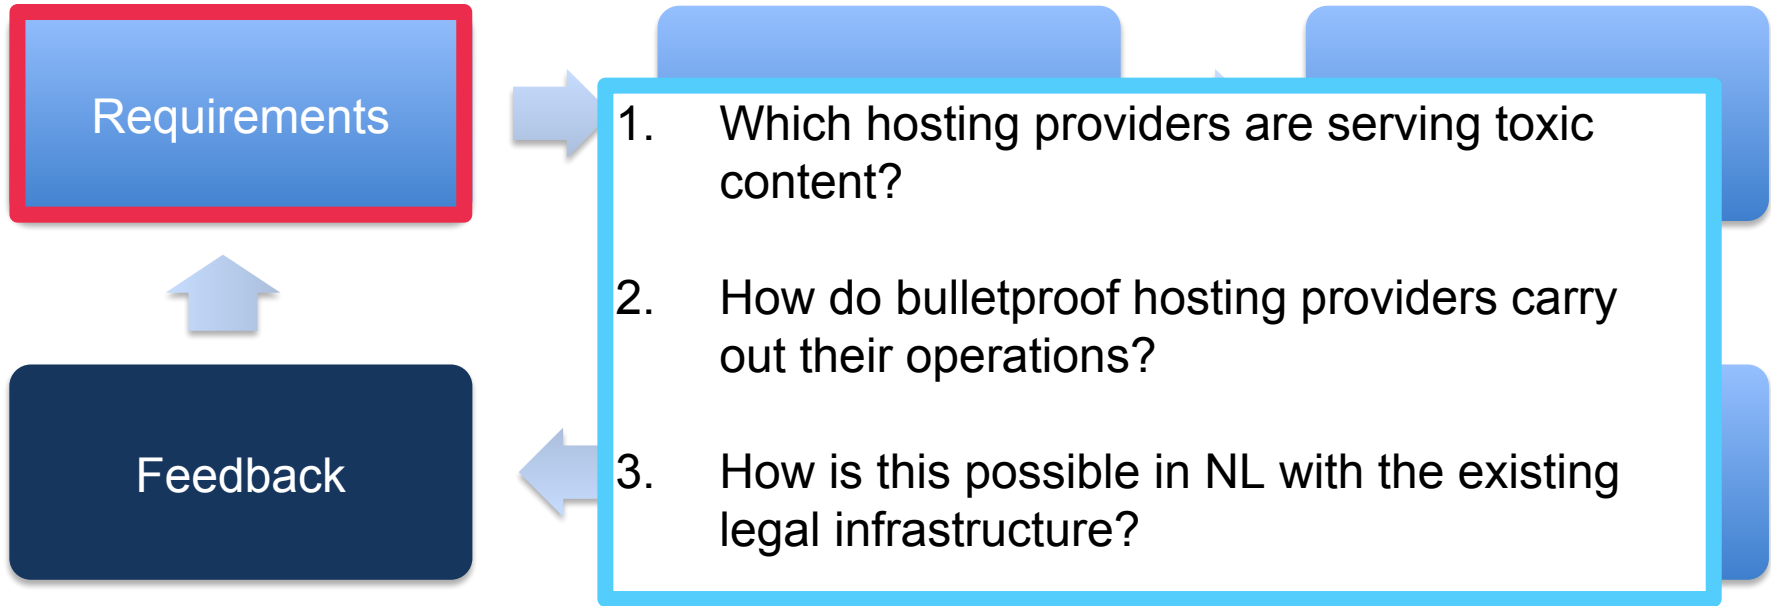 Requirements
1. Which hosting providers are serving toxic
content?
2. How do bulletproof hosting providers carry
out their operations?
3. How is this possible in NL with the existing
legal infrastructure?
Feedback